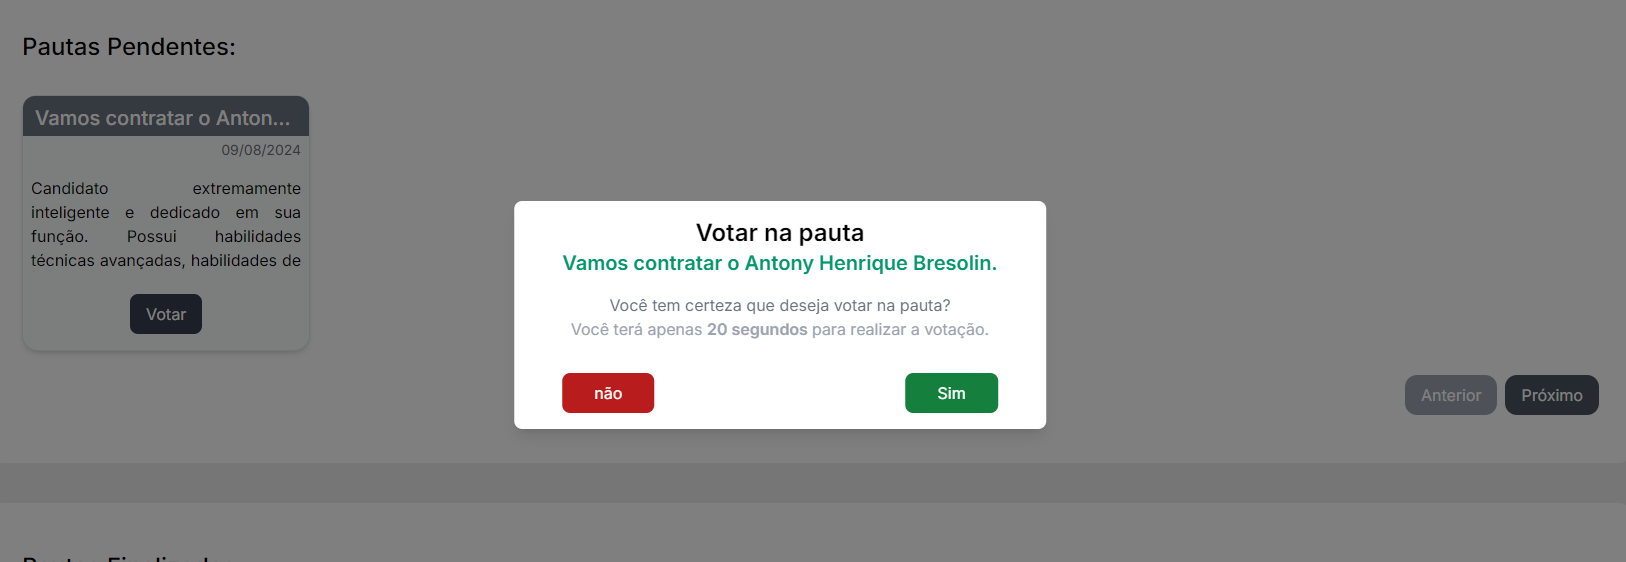 Pautas Pendentes:
Vamos contratar o Anton...
09/08/2024
Candidato extremamente
inteligente e dedicado em sua
função. Possui habilidades
técnicas avançadas, habilidades de
Votar
Votar na pauta
Vamos contratar o Antony Henrique Bresolin.
Você tem certeza que deseja votar na pauta?
Você terá apenas 20 segundos para realizar a votação.
não
Sim
Anterior
Próximo